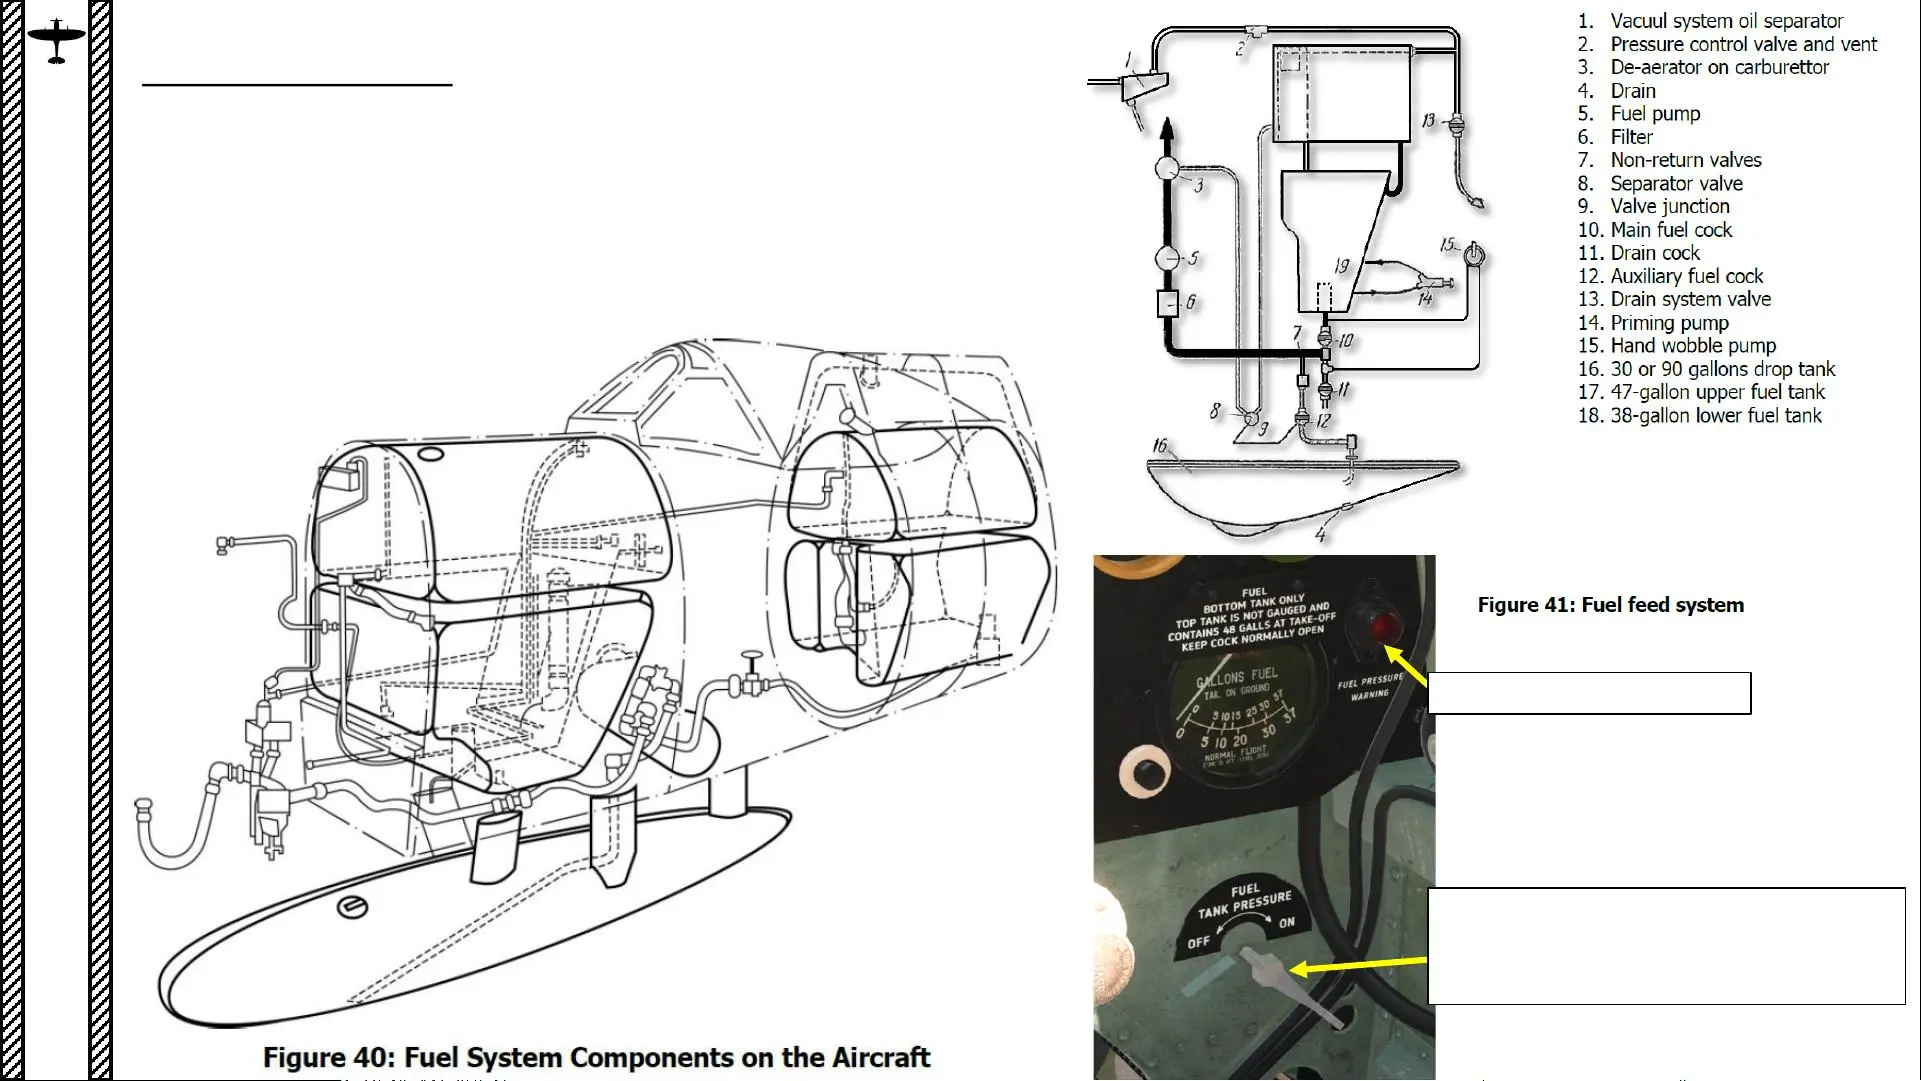 1. Vacuul system oil separator
2. Pressure control valve and vent
3. De-aerator on carburettor
4. Drain
5. Fuel pump
6. Filter
7. Non-return valves
8. Separator valve
9. Valve junction
10. Main fuel cock
11. Drain cock
12. Auxiliary fuel cock
13. Drain system valve
14. Priming pump
15. Hand wobble pump
16. 30 or 90 gallons drop tank
17. 47-gallon upper fuel tank
18. 38-gallon lower fuel tank
1
2
13
3
15
5
19
6
14
7
10
11
8
9
12
16
4
Figure 41: Fuel feed system
FUEL
BOTTOM TANK ONLY
TOP TANK IS NOT GAUGED AND
CONTAINS 48 GALLS AT TAKE-OFF
KEEP COCK NORMALLY OPEN
GALLONS FUEL
TAIL ON GROUND
0 5 10 15 25 30 37
0 5 10 20 30 37
NORMAL FLIGHT
FUEL PRESSURE
WARNING
FUEL
TANK PRESSURE
OFF ON
Figure 40: Fuel System Components on the Aircraft